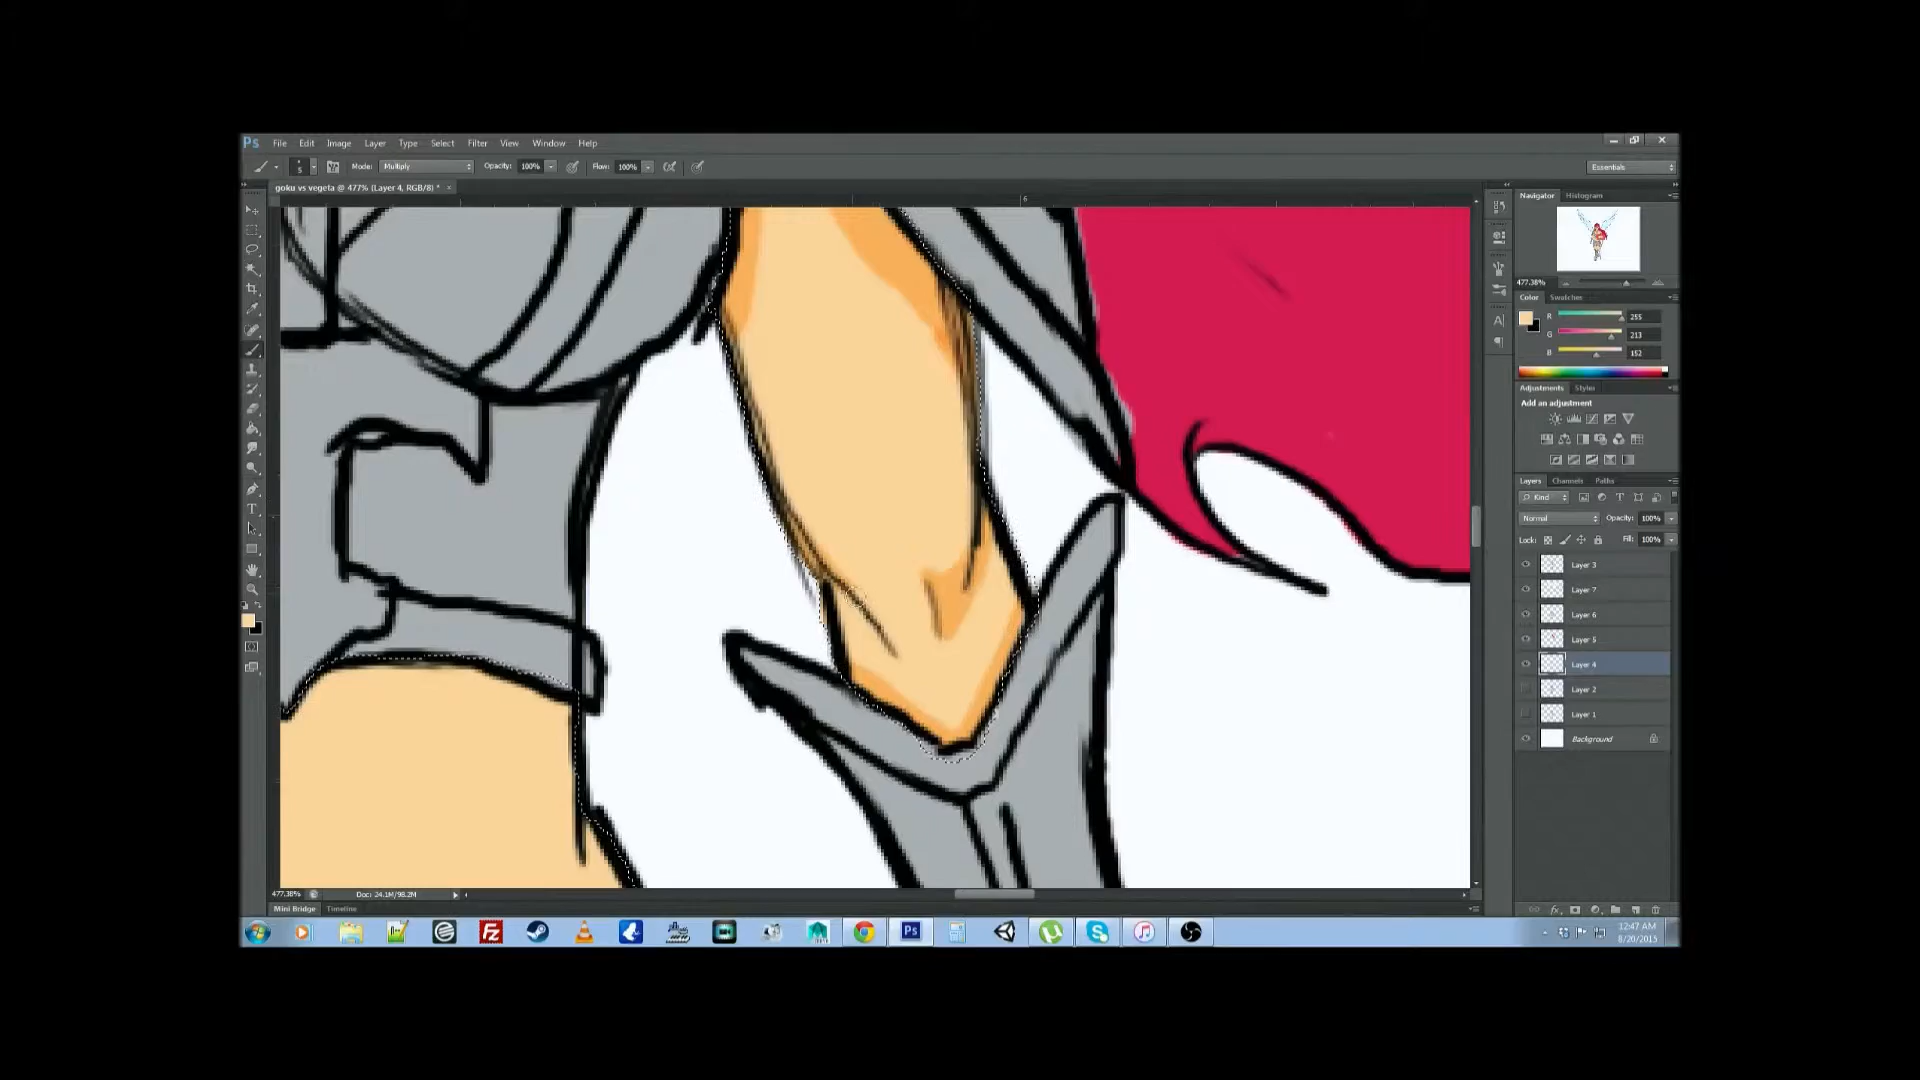 Ps File Edit Image Layer Type Select Filter View Window Help
5 Mode: Multiply Opacity: 100% Flow: 100% Essentials
goku vs vegeta @ 477% (Layer 4, RGB/8) * ×
6
Navigator Histogram
477.38%
Color Swatches
R 255
G 213
B 152
Adjustments Styles
Add an adjustment
Layers Channels Paths
Kind
Normal Opacity: 100%
Lock: Fill: 100%
Layer 3
Layer 7
Layer 6
Layer 5
Layer 4
Layer 2
Layer 1
Background
477.38% Doc: 24.1M/98.2M
Mini Bridge Timeline
12:47 AM
8/20/2015